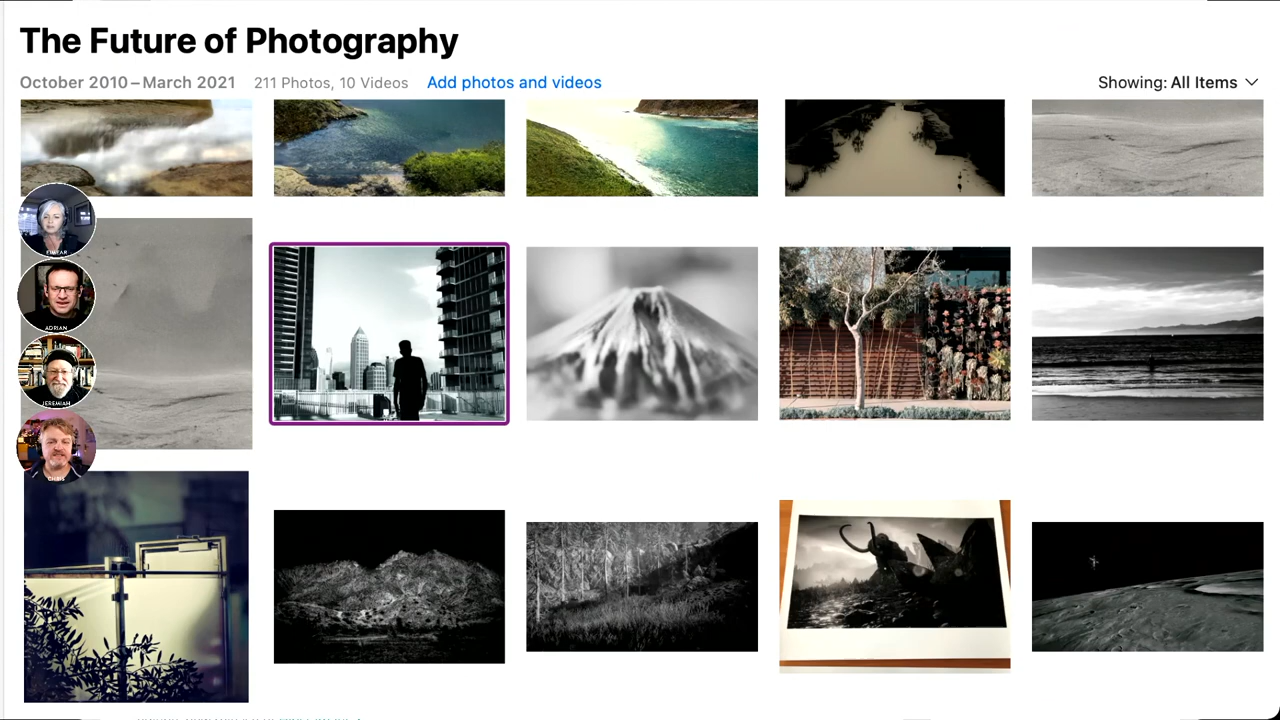 The Future of Photography
October 2010 – March 2021 211 Photos, 10 Videos Add photos and videos Showing: All Items
ADRIAN
JEREMIAH
CHRIS